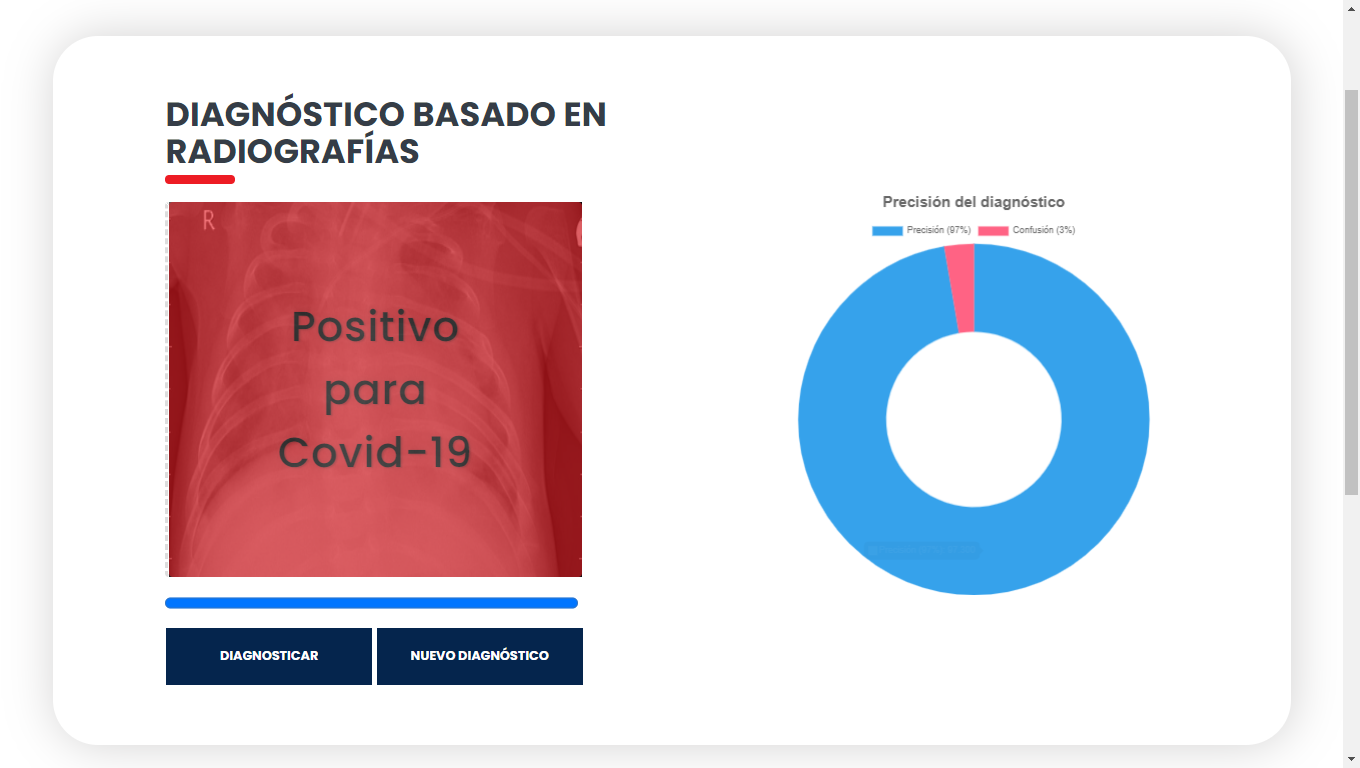 DIAGNÓSTICO BASADO EN
RADIOGRAFÍAS
R
Positivo
para
Covid-19
DIAGNOSTICAR
NUEVO DIAGNÓSTICO
Precisión del diagnóstico
Precisión (97%)
Confusión (3%)